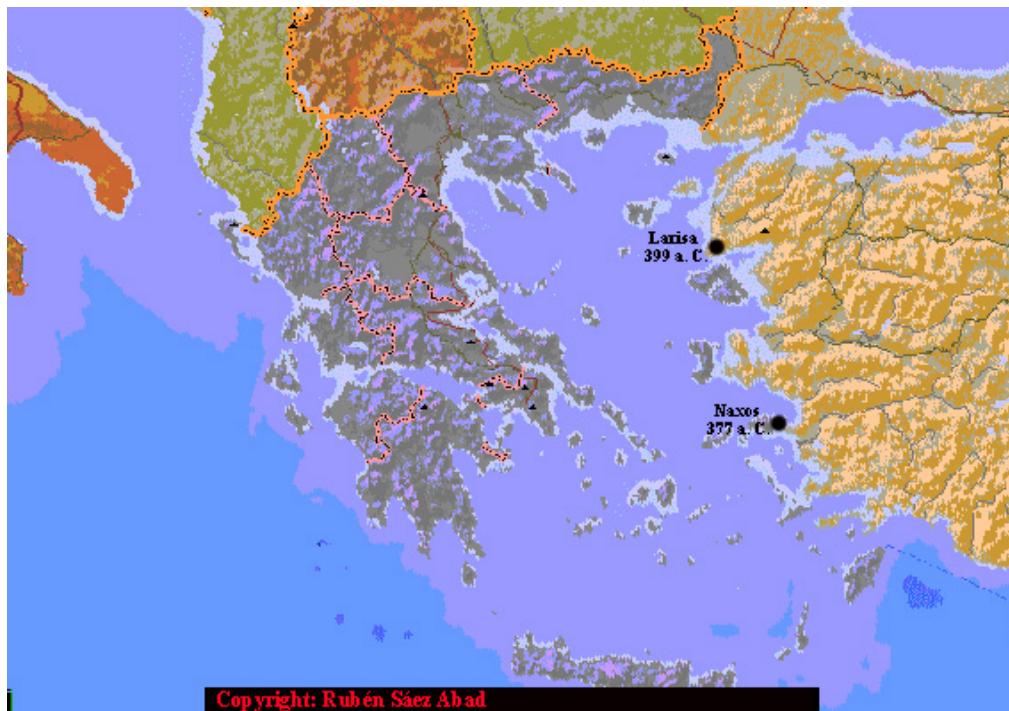 Larisa
399 a. C.
Naxos
377 a. C.
Copyright: Rubén Sáez Abad